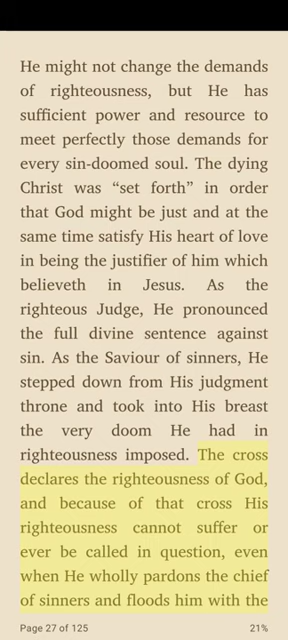 He might not change the demands
of righteousness, but He has
sufficient power and resource to
meet perfectly those demands for
every sin-doomed soul. The dying
Christ was “set forth” in order
that God might be just and at the
same time satisfy His heart of love
in being the justifier of him which
believeth in Jesus. As the
righteous Judge, He pronounced
the full divine sentence against
sin. As the Saviour of sinners, He
stepped down from His judgment
throne and took into His breast
the very doom He had in
righteousness imposed. The cross
declares the righteousness of God,
and because of that cross His
righteousness cannot suffer or
ever be called in question, even
when He wholly pardons the chief
of sinners and floods him with the
Page 27 of 125 21%